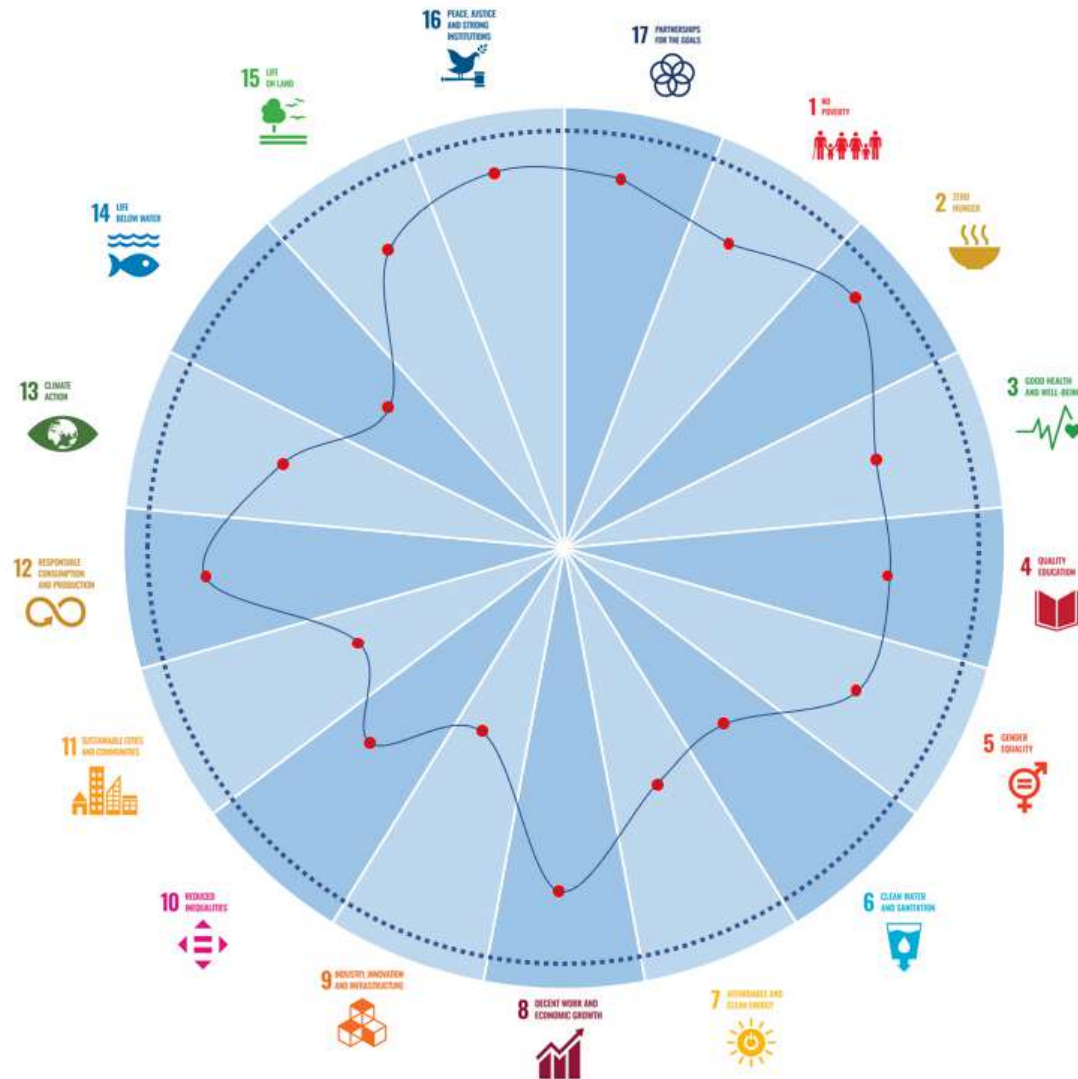 16 PEACE, JUSTICE
AND STRONG
INSTITUTIONS
17 PARTNERSHIPS
FOR THE GOALS
1 NO
POVERTY
2 ZERO
HUNGER
3 GOOD HEALTH
AND WELL-BEING
4 QUALITY
EDUCATION
5 GENDER
EQUALITY
6 CLEAN WATER
AND SANITATION
7 AFFORDABLE AND
CLEAN ENERGY
8 DECENT WORK AND
ECONOMIC GROWTH
9 INDUSTRY, INNOVATION
AND INFRASTRUCTURE
10 REDUCED
INEQUALITIES
11 SUSTAINABLE CITIES
AND COMMUNITIES
12 RESPONSIBLE
CONSUMPTION
AND PRODUCTION
13 CLIMATE
ACTION
14 LIFE
BELOW WATER
15 LIFE
ON LAND